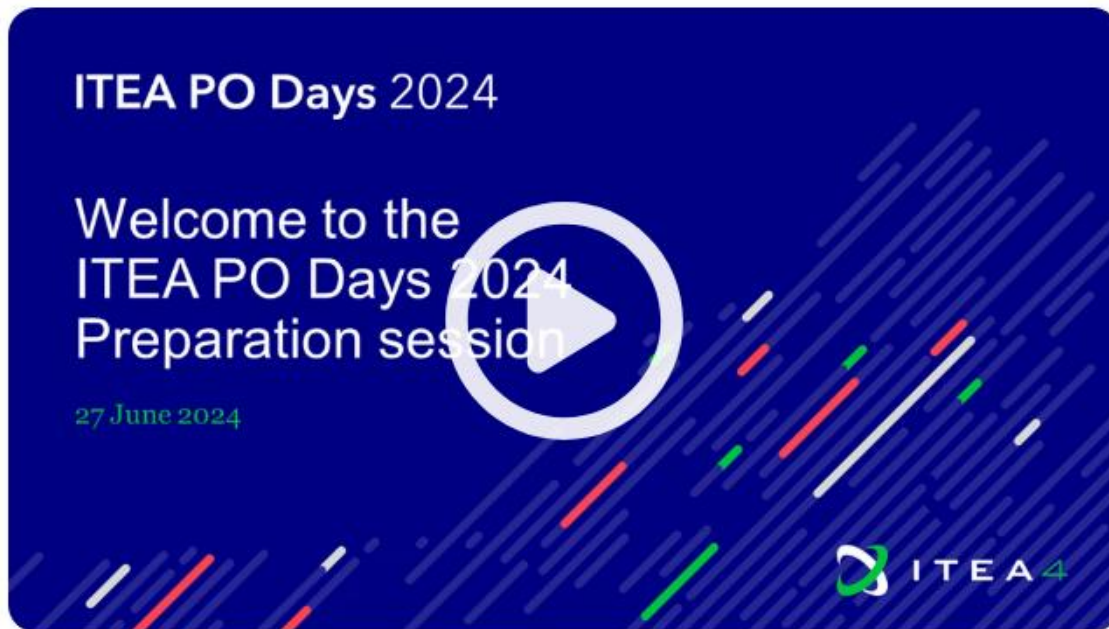 ITEA PO Days 2024
Welcome to the
ITEA PO Days 2024
Preparation session
27 June 2024
ITEA4